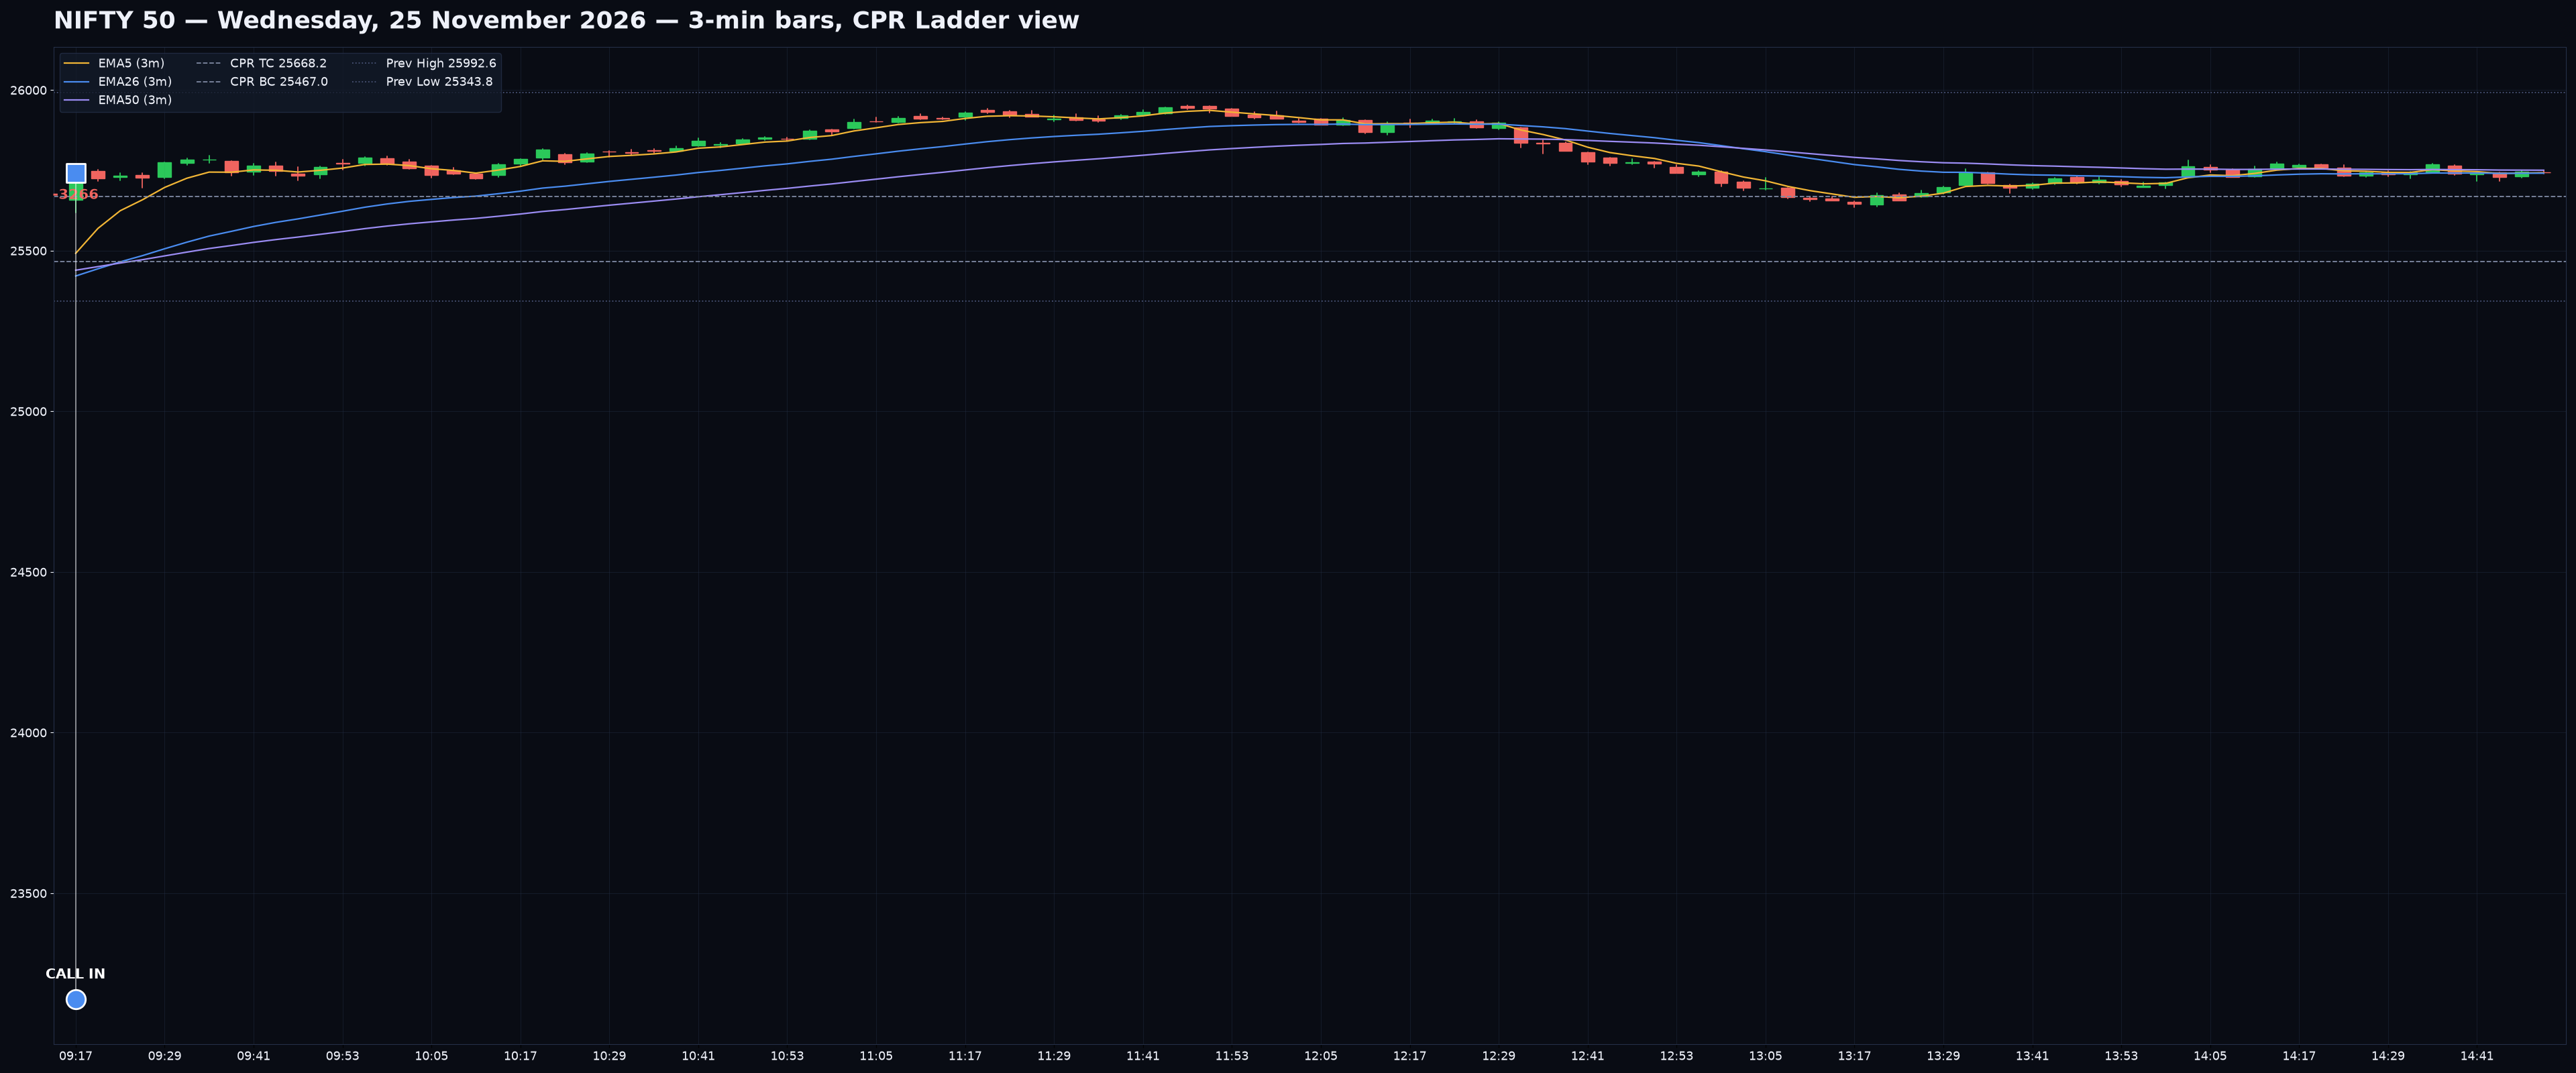 NIFTY 50 — Wednesday, 25 November 2026 — 3-min bars, CPR Ladder view
EMA5 (3m)
EMA26 (3m)
EMA50 (3m)
CPR TC 25668.2
CPR BC 25467.0
Prev High 25992.6
Prev Low 25343.8
26000
25500
25000
24500
24000
23500
CALL IN
09:17 09:29 09:41 09:53 10:05 10:17 10:29 10:41 10:53 11:05 11:17 11:29 11:41 11:53 12:05 12:17 12:29 12:41 12:53 13:05 13:17 13:29 13:41 13:53 14:05 14:17 14:29 14:41